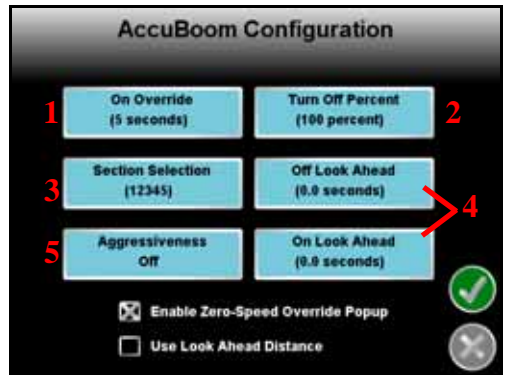 AccuBoom Configuration
1
On Override
(5 seconds)
Turn Off Percent
(100 percent)
2
3
Section Selection
(12345)
Off Look Ahead
(0.0 seconds)
4
5
Aggressiveness
Off
On Look Ahead
(0.0 seconds)
Enable Zero-Speed Override Popup
Use Look Ahead Distance